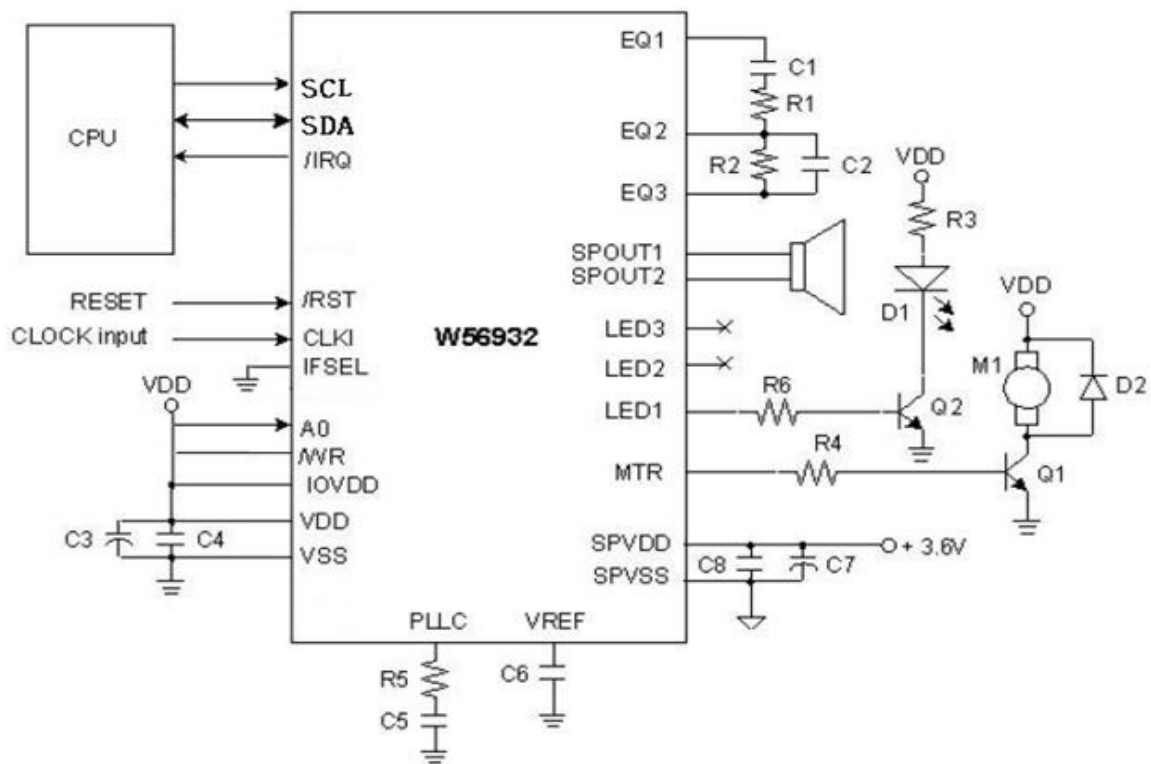 EQ1
C1
SCL
R1
CPU
SDA
EQ2
/IRQ
R2
C2
VDD
EQ3
R3
SPOUT1
SPOUT2
RESET
/RST
D1
VDD
CLOCK input
CLKI
W56932
LED3
IFSEL
LED2
M1
VDD
R6
D2
LED1
Q2
A0
R4
/WR
MTR
Q1
IOVDD
C3
C4
VDD
SPVDD
+ 3.6V
VSS
C8
C7
SPVSS
PLLC
VREF
R5
C6
C5